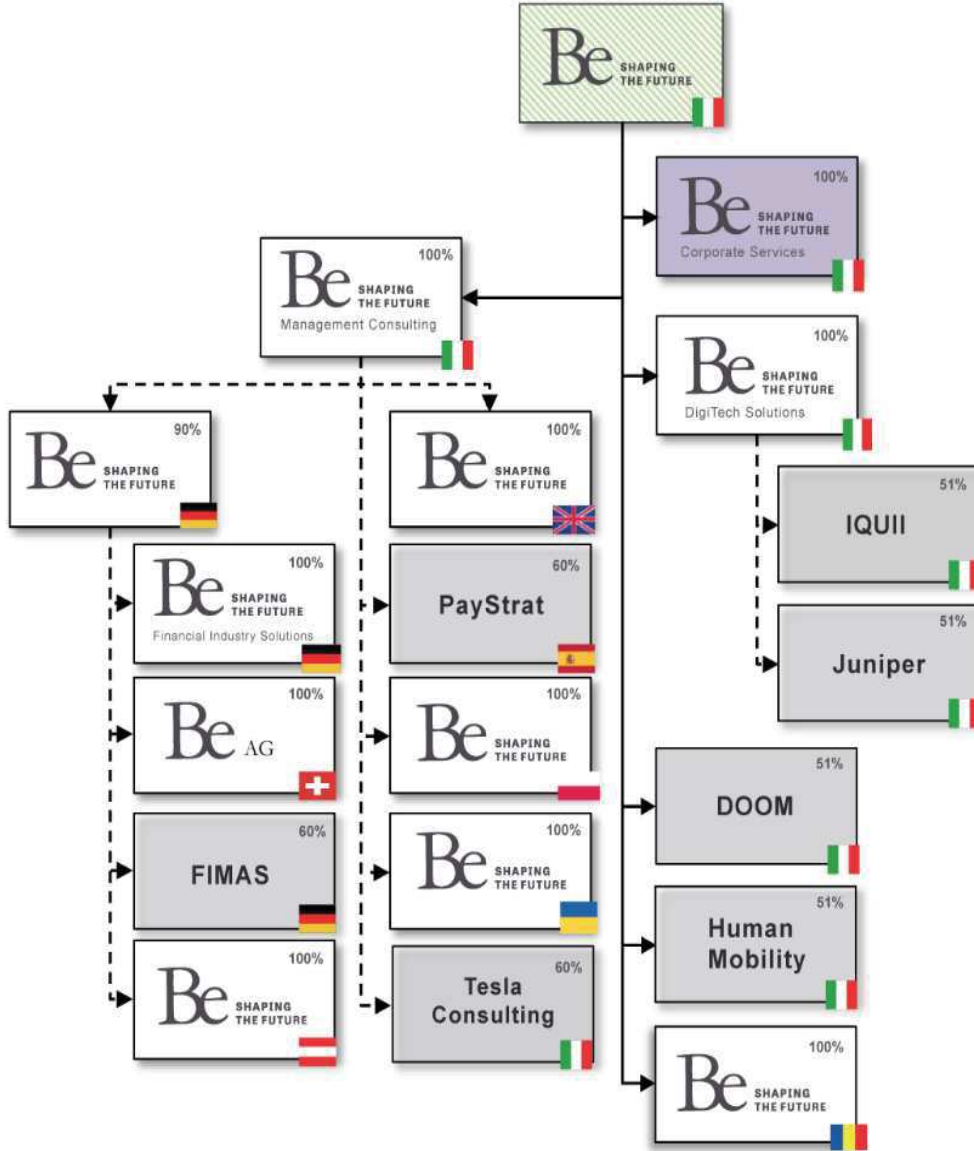 Be SHAPING
THE FUTURE
100%
Be SHAPING
THE FUTURE
Corporate Services
100%
Be SHAPING
THE FUTURE
Management Consulting
100%
Be SHAPING
THE FUTURE
DigiTech Solutions
90%
Be SHAPING
THE FUTURE
100%
Be SHAPING
THE FUTURE
51%
IQUII
100%
Be SHAPING
THE FUTURE
Financial Industry Solutions
60%
PayStrat
51%
Juniper
100%
Be AG
100%
Be SHAPING
THE FUTURE
51%
DOOM
60%
FIMAS
100%
Be SHAPING
THE FUTURE
51%
Human
Mobility
100%
Be SHAPING
THE FUTURE
60%
Tesla
Consulting
100%
Be SHAPING
THE FUTURE